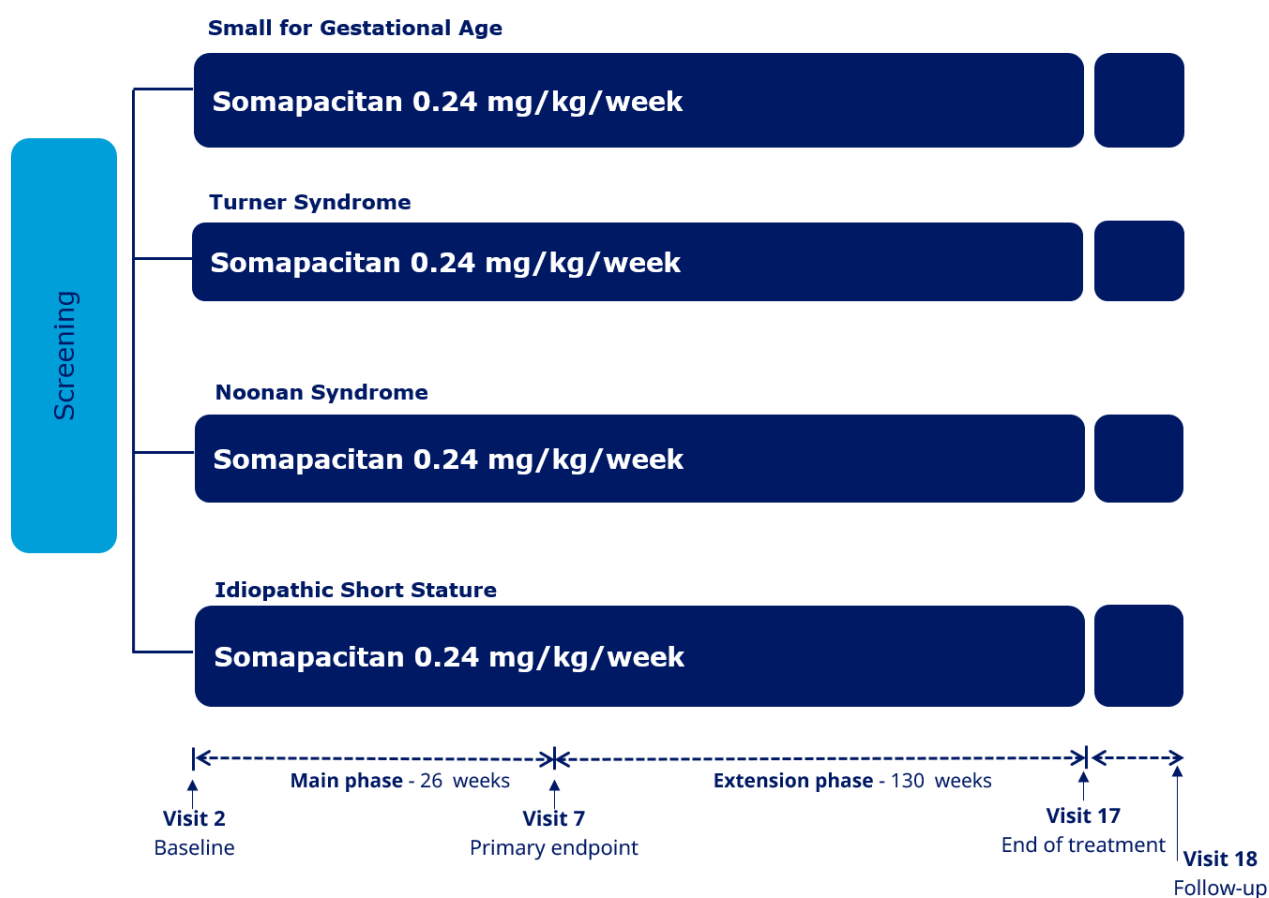 Small for Gestational Age
Somapacitan 0.24 mg/kg/week
Turner Syndrome
Somapacitan 0.24 mg/kg/week
Screening
Noonan Syndrome
Somapacitan 0.24 mg/kg/week
Idiopathic Short Stature
Somapacitan 0.24 mg/kg/week
Main phase - 26 weeks
Extension phase - 130 weeks
Visit 2
Baseline
Visit 7
Primary endpoint
Visit 17
End of treatment
Visit 18
Follow-up